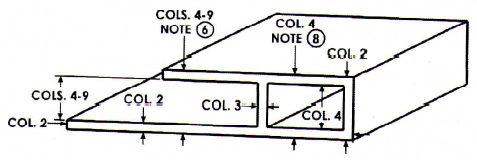 COLS. 4-9
NOTE 6
COL. 4
NOTE 8
COL. 2
COLS. 4-9
COL. 2
COL. 3
COL. 4
COL. 2